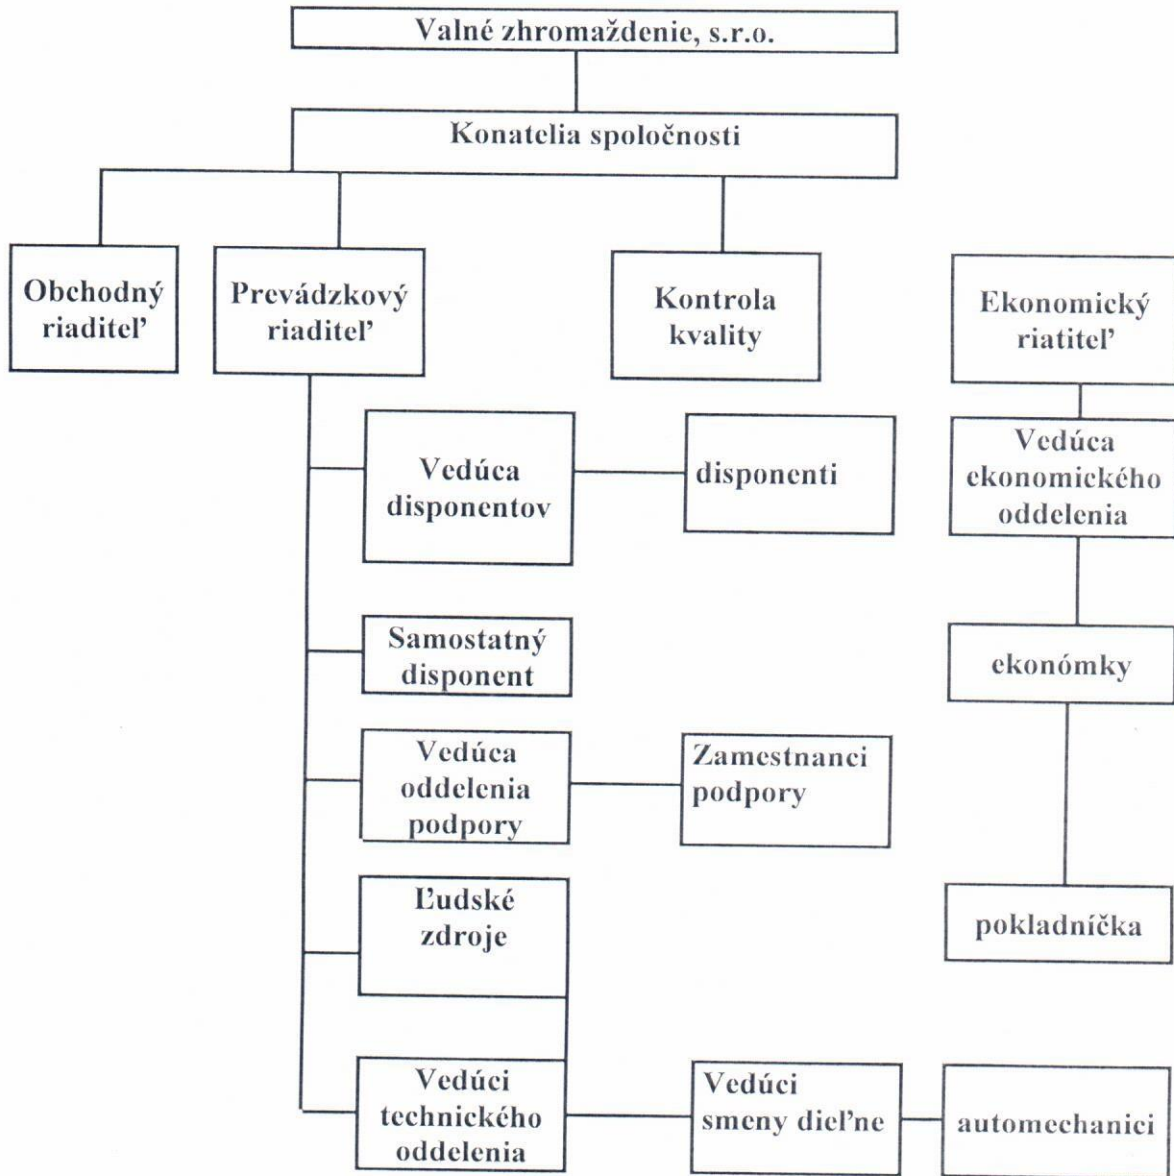 Valné zhromaždenie, s.r.o.
Konatelia spoločnosti
Obchodný
riaditeľ
Prevádzkový
riaditeľ
Kontrola
kvality
Ekonomický
riatiteľ
Vedúca
disponentov
disponenti
Vedúca
ekonomického
oddelenia
Samostatný
disponent
ekonómky
Vedúca
oddelenia
podpory
Zamestnanci
podpory
Ľudské
zdroje
pokladníčka
Vedúci
technického
oddelenia
Vedúci
smeny dieľne
automechanici